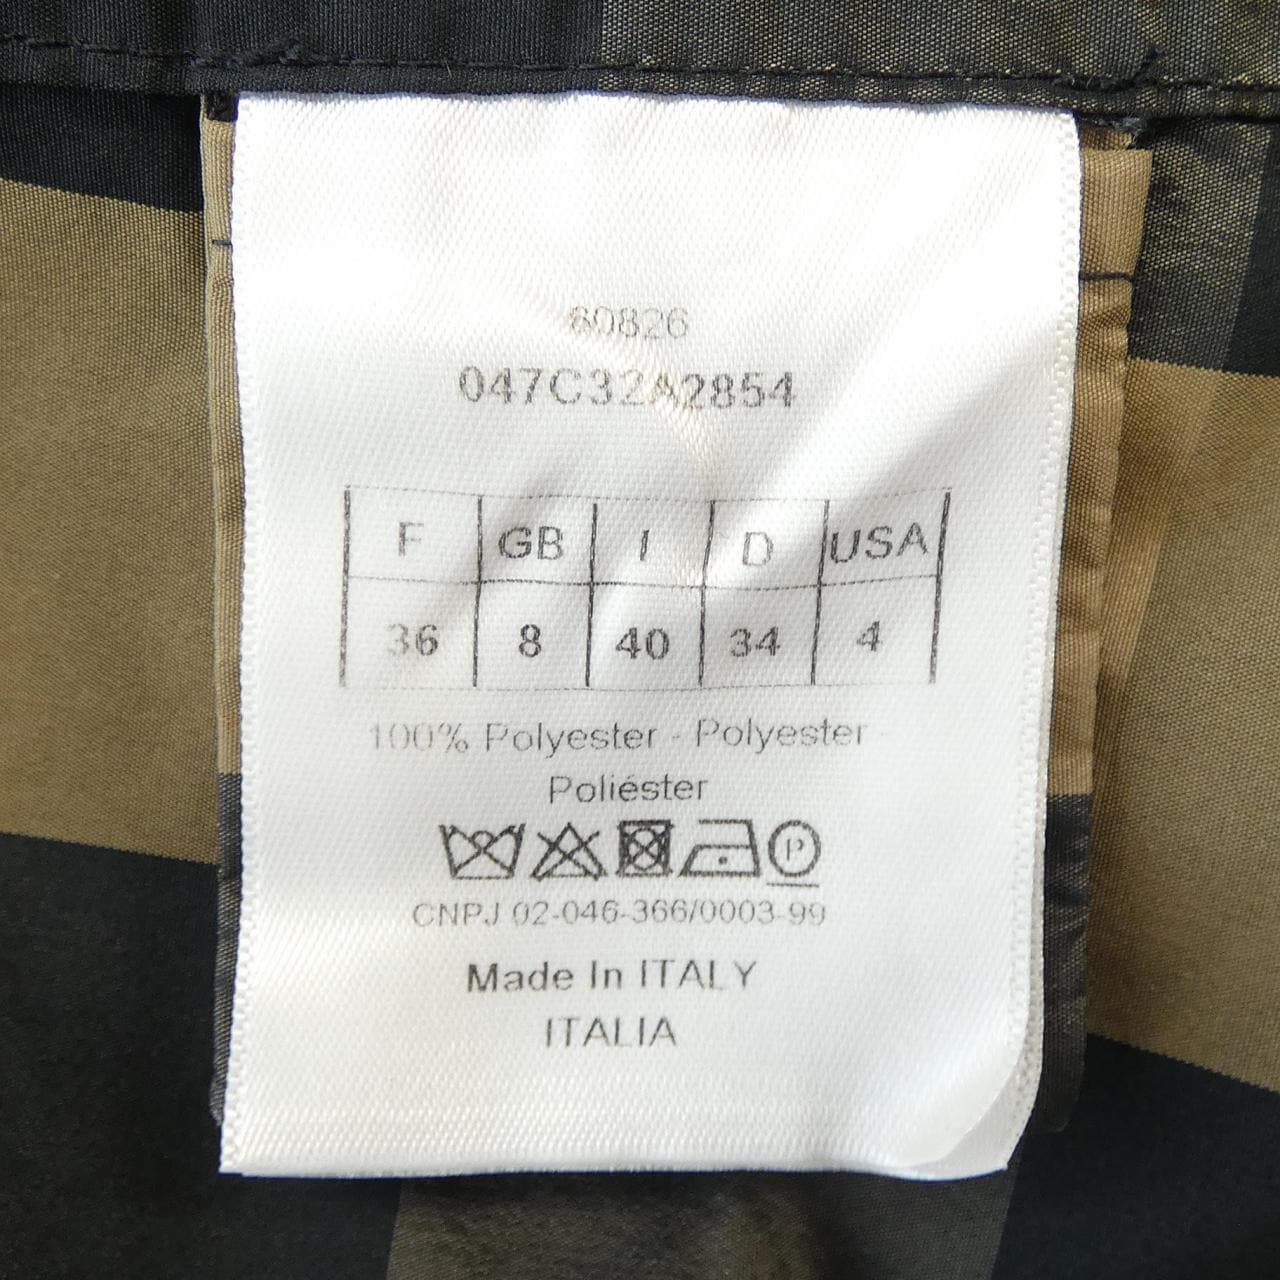 60826
047C32A2854
F GB I D USA
36 8 40 34 4
100% Polyester - Polyester -
Poliéster
P
CNPJ 02-046-366/0003-99
Made In ITALY
ITALIA